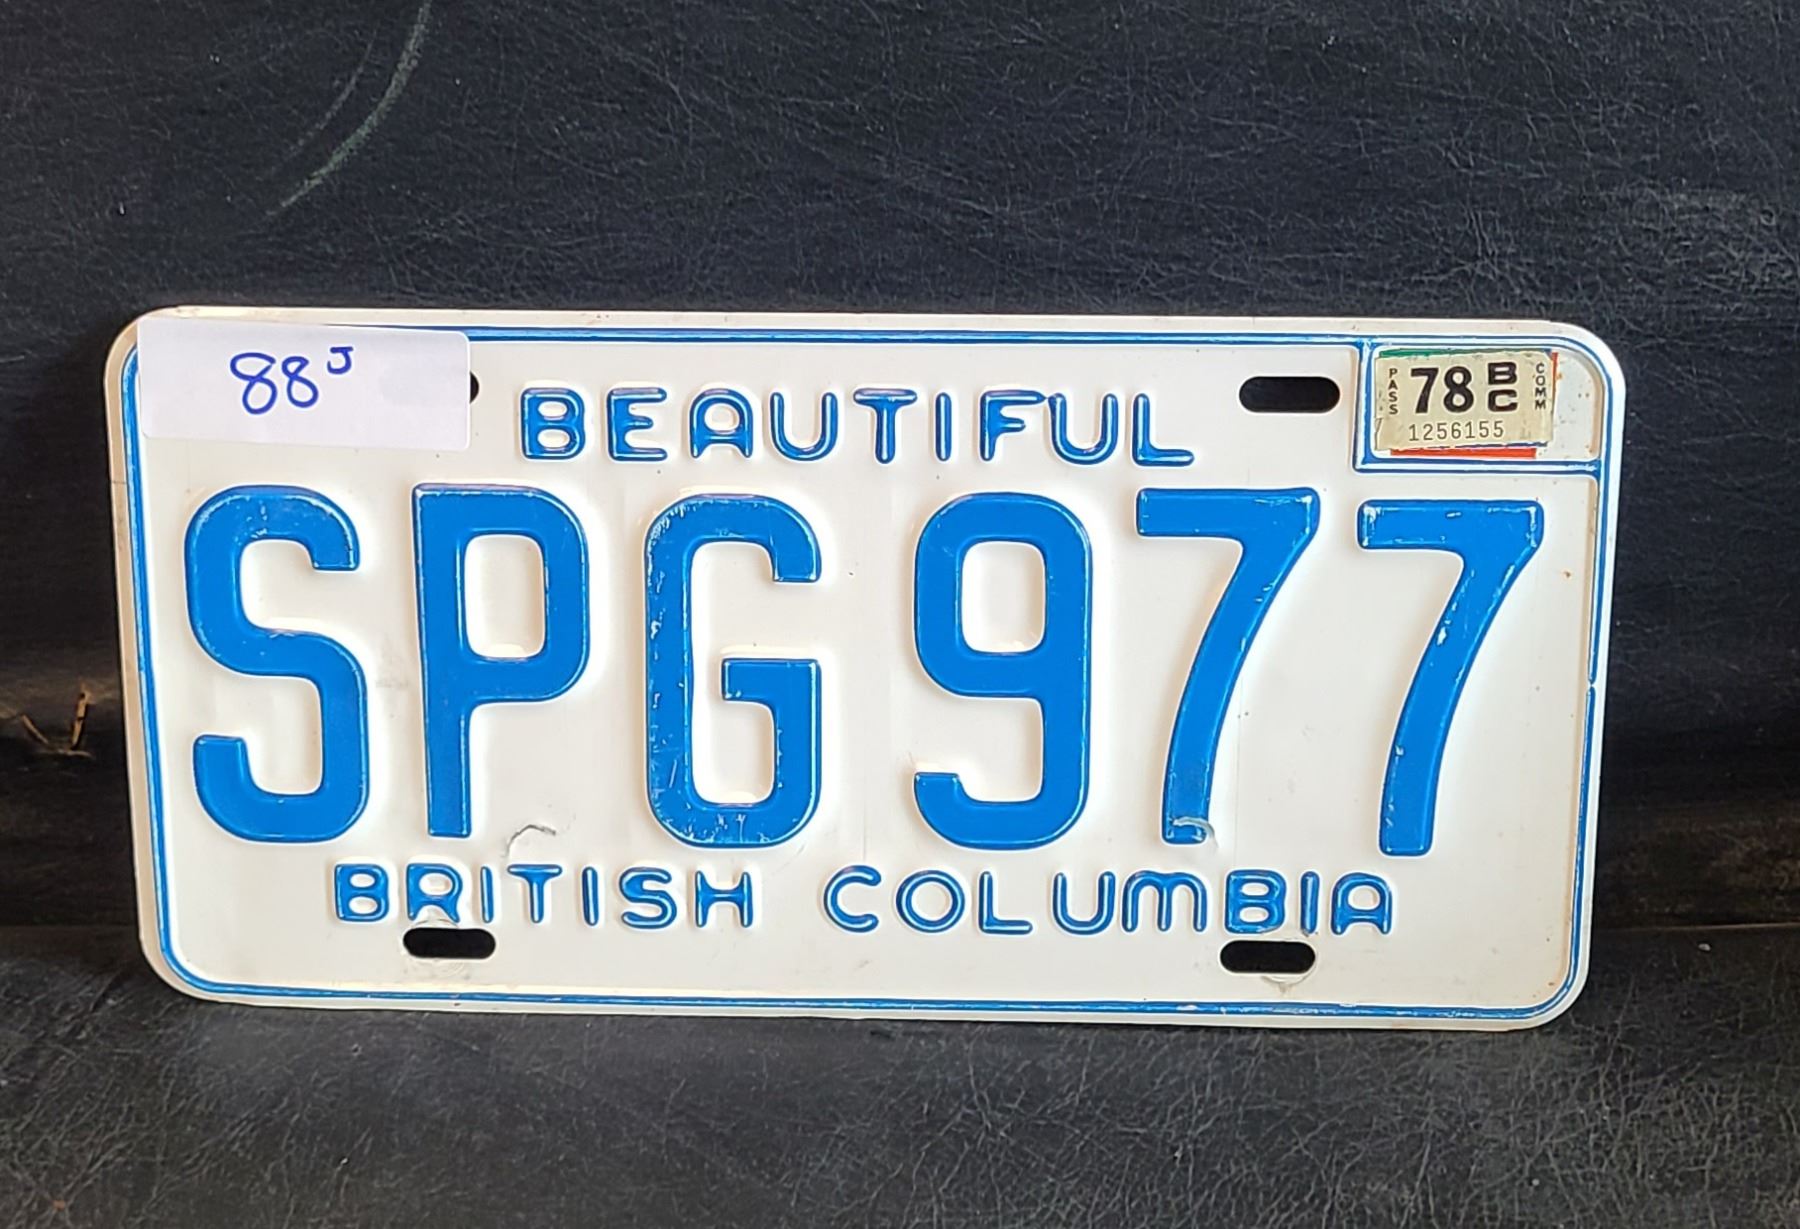 88J
BEAUTIFUL
PASS 78 BC COMM
1256155
SPG 977
BRITISH COLUMBIA